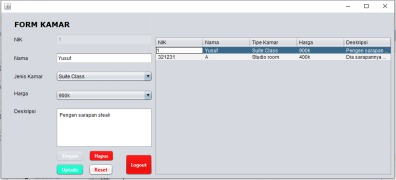 FORM KAMAR
NIK 1
Nama Yusuf
Jenis Kamar Suite Class
Harga 900k
Deskripsi Pengen sarapan steak
Simpan Hapus
Update Reset
Logout
NIK Nama Tipe Kamar Harga Deskripsi
1 Yusuf Suite Class 900k Pengen sarapan ...
321231 A Studio room 400k Dia sarapannya ...